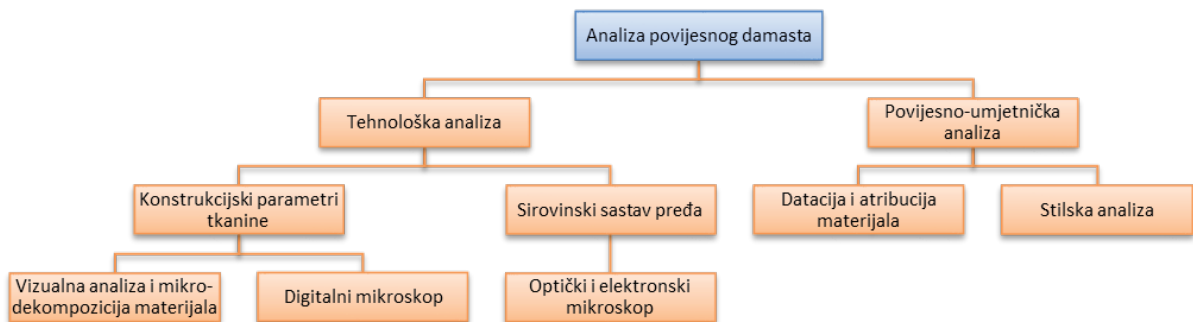 Analiza povijesnog damasta
Tehnološka analiza
Povijesno-umjetnička
analiza
Konstrukcijski parametri
tkanine
Sirovinski sastav pređa
Datacija i atribucija
materijala
Stilska analiza
Vizualna analiza i mikro-
dekompozicija materijala
Digitalni mikroskop
Optički i elektronski
mikroskop